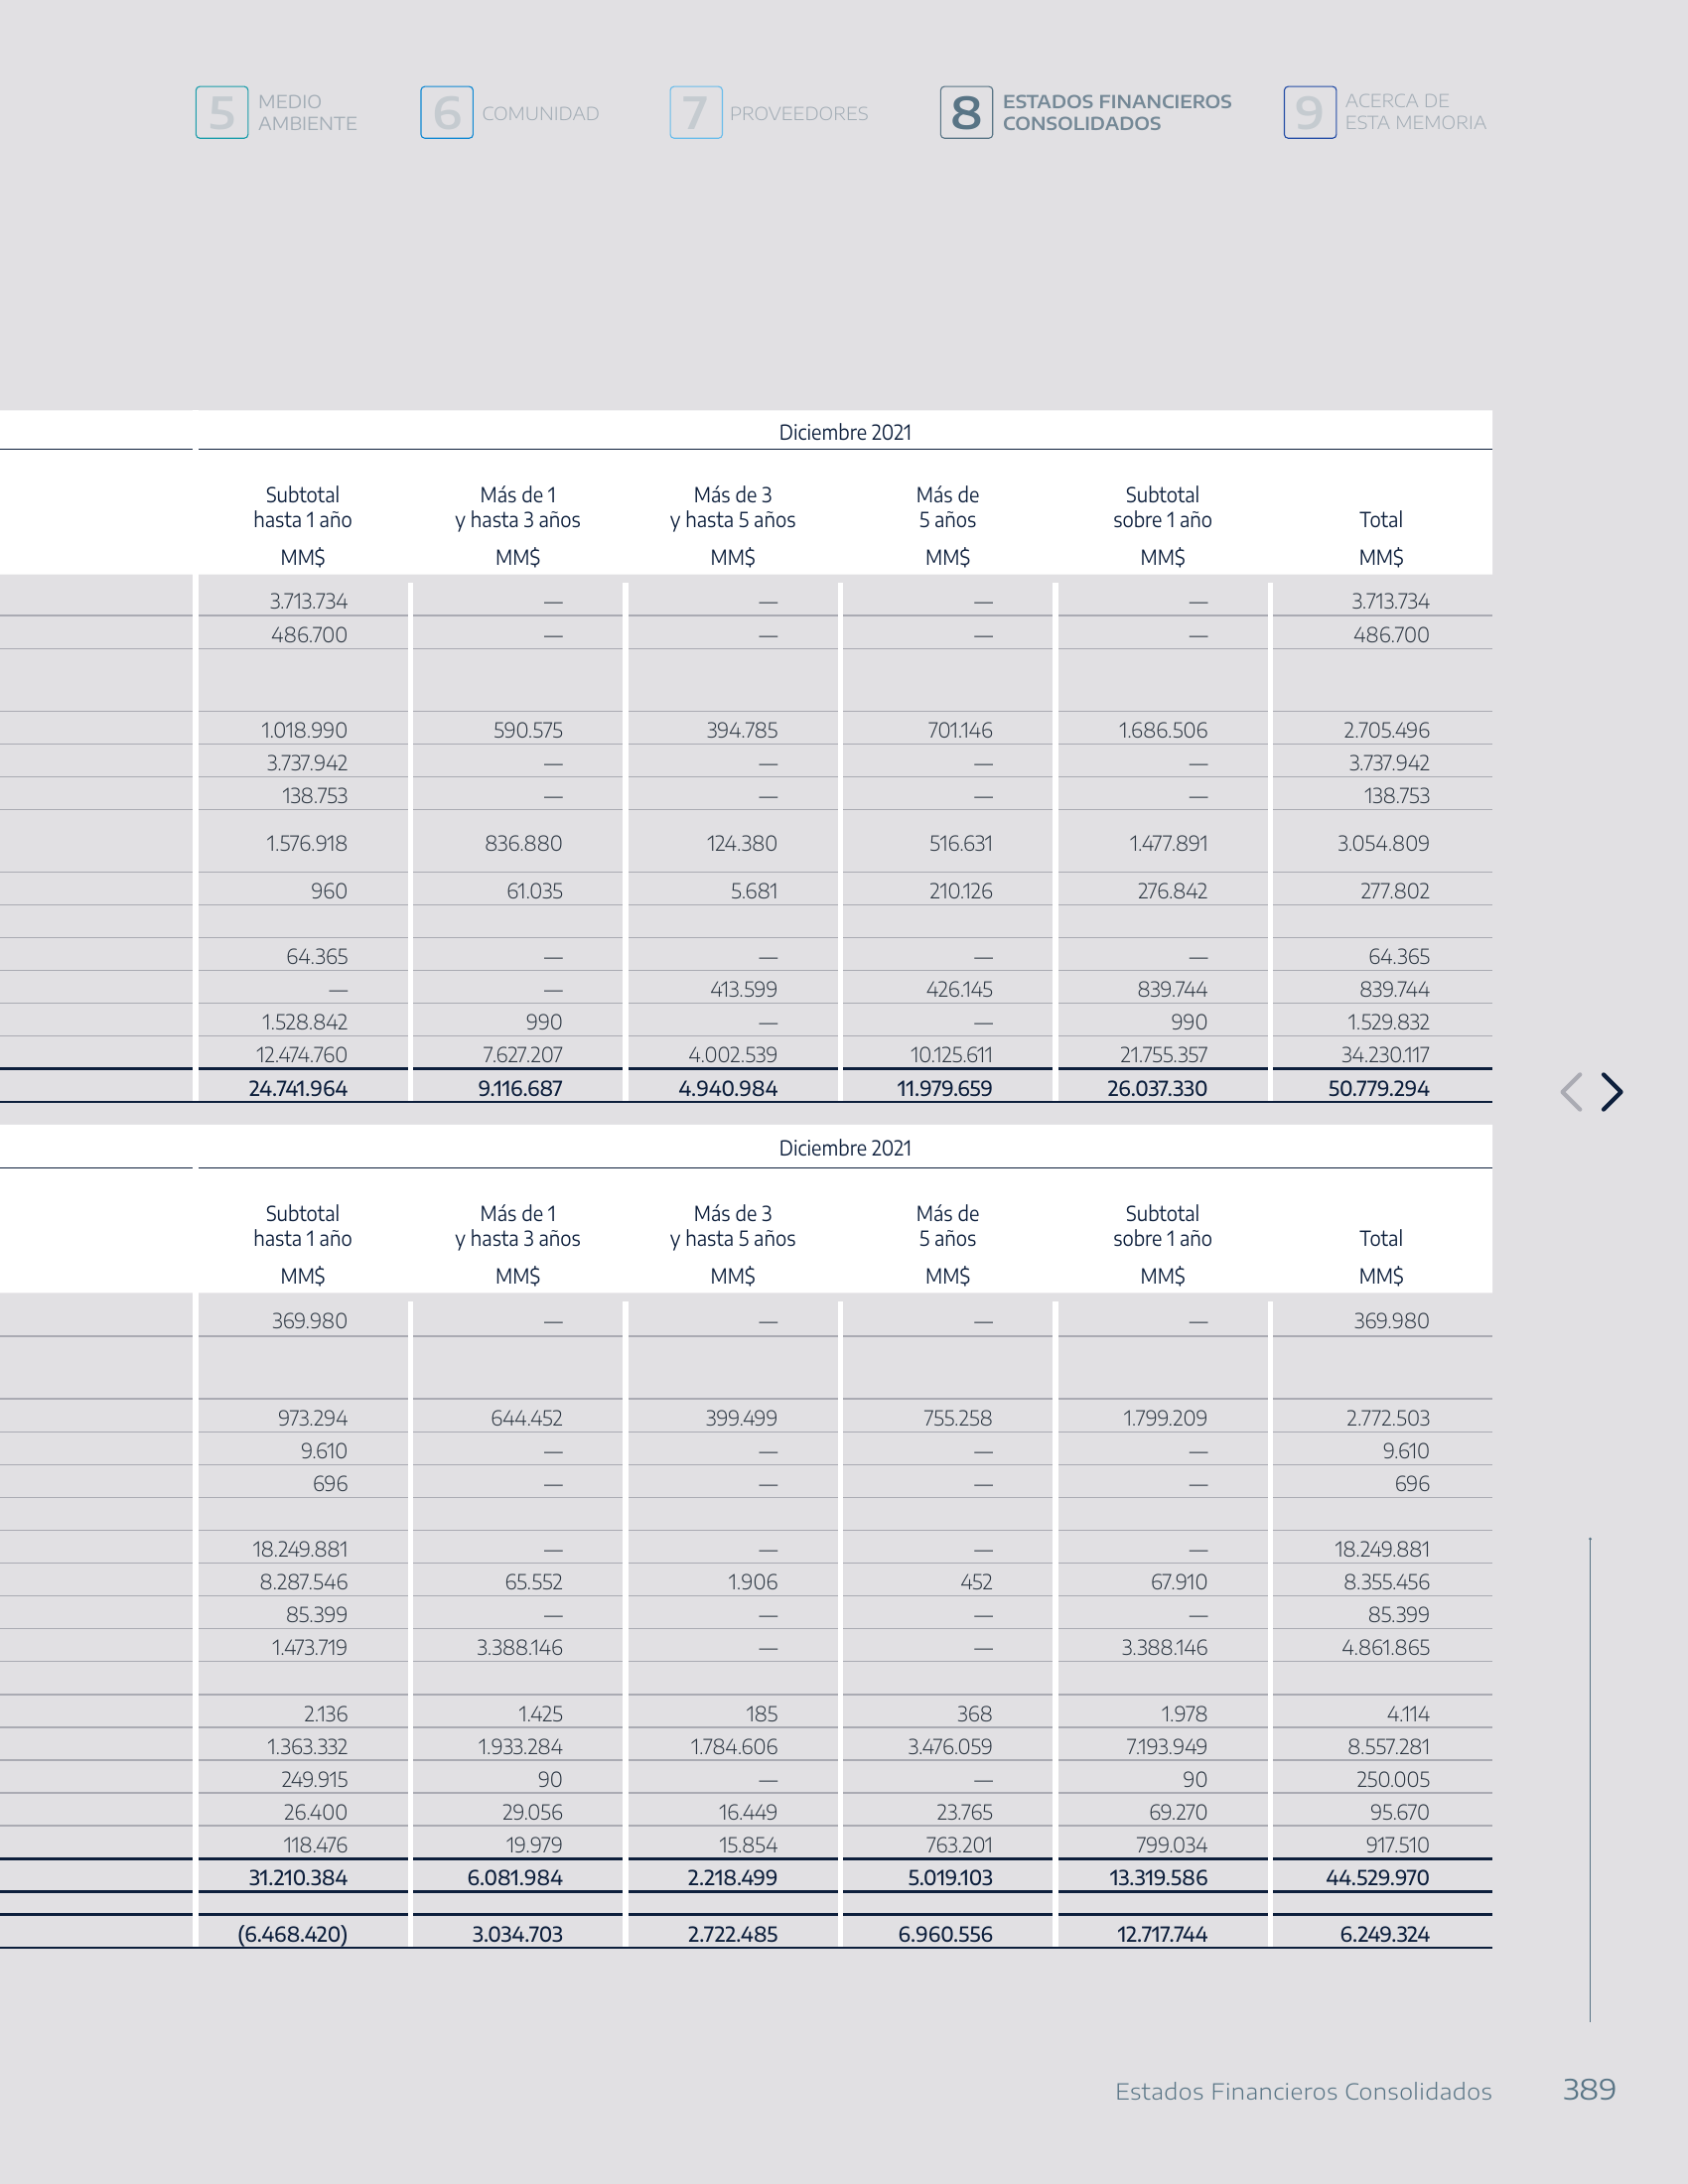 5 MEDIO AMBIENTE 6 COMUNIDAD 7 PROVEEDORES 8 ESTADOS FINANCIEROS CONSOLIDADOS 9 ACERCA DE ESTA MEMORIA
Diciembre 2021
Subtotal hasta 1 año Más de 1 y hasta 3 años Más de 3 y hasta 5 años Más de 5 años Subtotal sobre 1 año Total
MM$ MM$ MM$ MM$ MM$ MM$
3.713.734 — — — — 3.713.734
486.700 — — — — 486.700
1.018.990 590.575 394.785 701.146 1.686.506 2.705.496
3.737.942 — — — — 3.737.942
138.753 — — — — 138.753
1.576.918 836.880 124.380 516.631 1.477.891 3.054.809
960 61.035 5.681 210.126 276.842 277.802
64.365 — — — — 64.365
— — 413.599 426.145 839.744 839.744
1.528.842 990 — — 990 1.529.832
12.474.760 7.627.207 4.002.539 10.125.611 21.755.357 34.230.117
24.741.964 9.116.687 4.940.984 11.979.659 26.037.330 50.779.294
Diciembre 2021
Subtotal hasta 1 año Más de 1 y hasta 3 años Más de 3 y hasta 5 años Más de 5 años Subtotal sobre 1 año Total
MM$ MM$ MM$ MM$ MM$ MM$
369.980 — — — — 369.980
973.294 644.452 399.499 755.258 1.799.209 2.772.503
9.610 — — — — 9.610
696 — — — — 696
18.249.881 — — — — 18.249.881
8.287.546 65.552 1.906 452 67.910 8.355.456
85.399 — — — — 85.399
1.473.719 3.388.146 — — 3.388.146 4.861.865
2.136 1.425 185 368 1.978 4.114
1.363.332 1.933.284 1.784.606 3.476.059 7.193.949 8.557.281
249.915 90 — — 90 250.005
26.400 29.056 16.449 23.765 69.270 95.670
118.476 19.979 15.854 763.201 799.034 917.510
31.210.384 6.081.984 2.218.499 5.019.103 13.319.586 44.529.970
(6.468.420) 3.034.703 2.722.485 6.960.556 12.717.744 6.249.324
Estados Financieros Consolidados 389